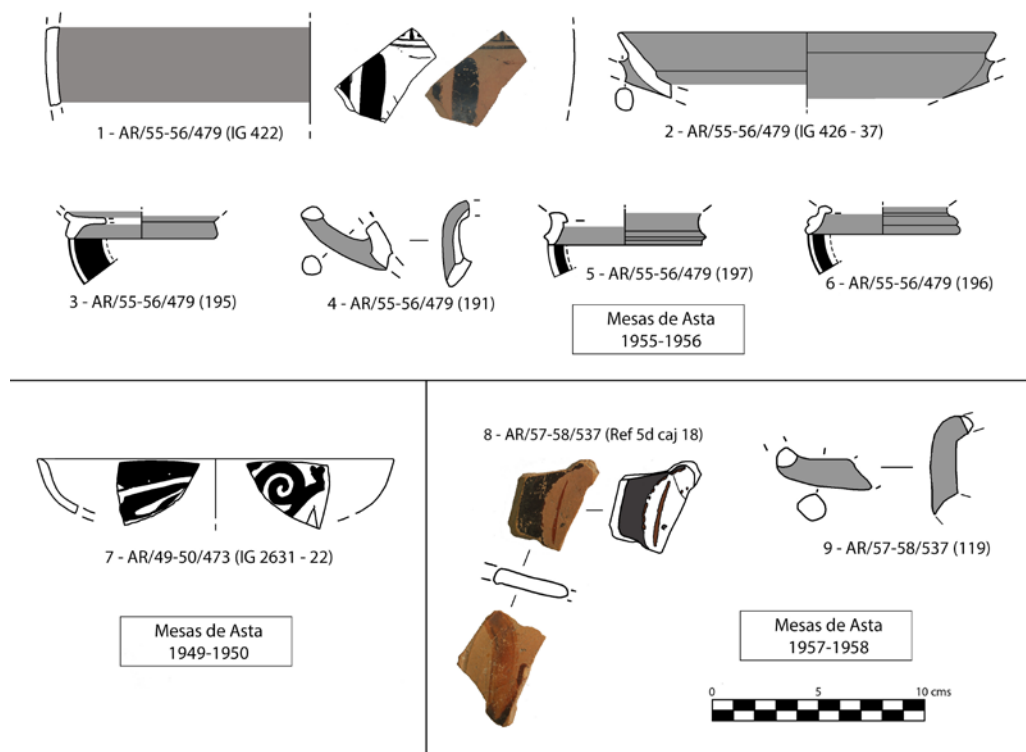 1 - AR/55-56/479 (IG 422)
2 - AR/55-56/479 (IG 426 - 37)
3 - AR/55-56/479 (195)
4 - AR/55-56/479 (191)
5 - AR/55-56/479 (197)
6 - AR/55-56/479 (196)
Mesas de Asta
1955-1956
7 - AR/49-50/473 (IG 2631 - 22)
Mesas de Asta
1949-1950
8 - AR/57-58/537 (Ref 5d caj 18)
9 - AR/57-58/537 (119)
Mesas de Asta
1957-1958
0 5 10 cms